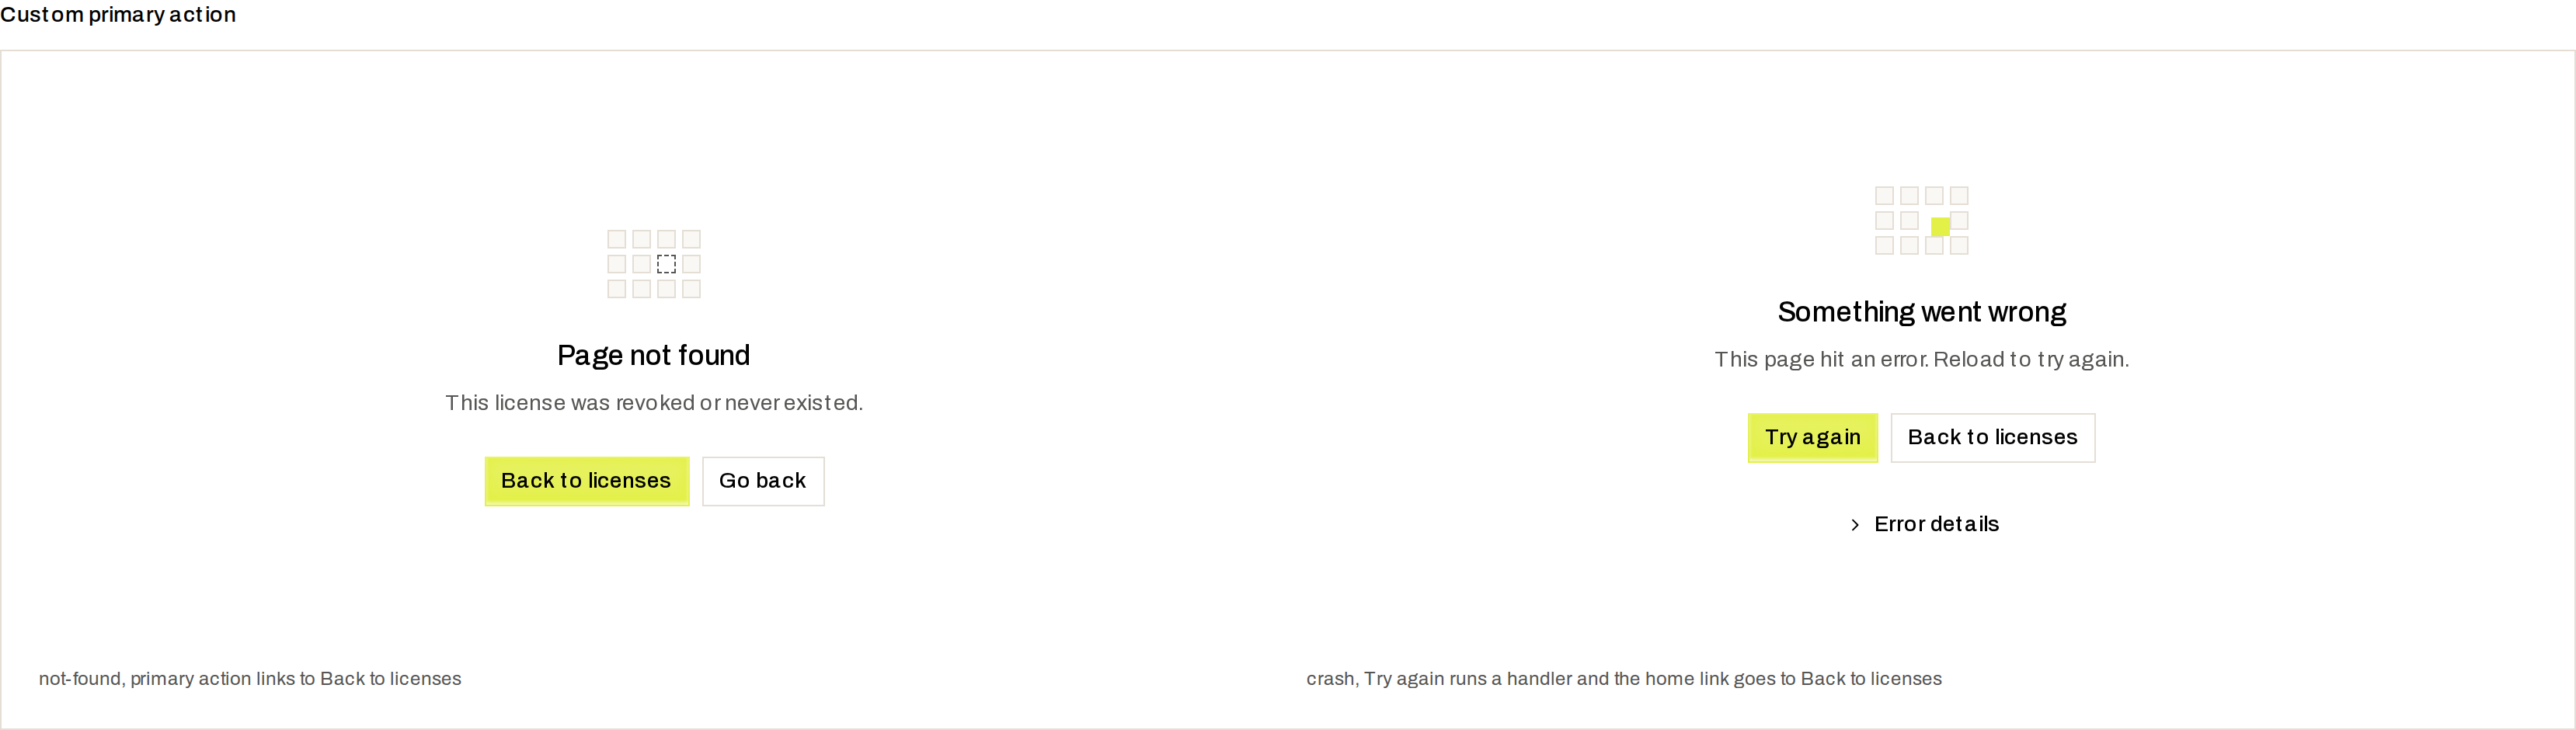 Custom primary action
Page not found
This license was revoked or never existed.
Back to licenses
Go back
Something went wrong
This page hit an error. Reload to try again.
Try again
Back to licenses
Error details
not-found, primary action links to Back to licenses
crash, Try again runs a handler and the home link goes to Back to licenses